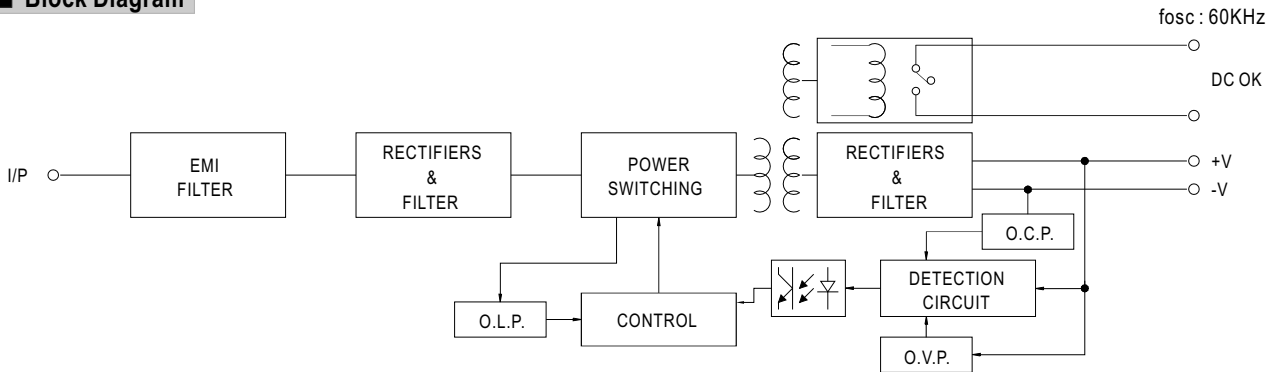 ■ Block Diagram
fosc : 60KHz
DC OK
I/P
EMI
FILTER
RECTIFIERS
&
FILTER
POWER
SWITCHING
RECTIFIERS
&
FILTER
+V
-V
O.C.P.
DETECTION
CIRCUIT
O.L.P.
CONTROL
O.V.P.